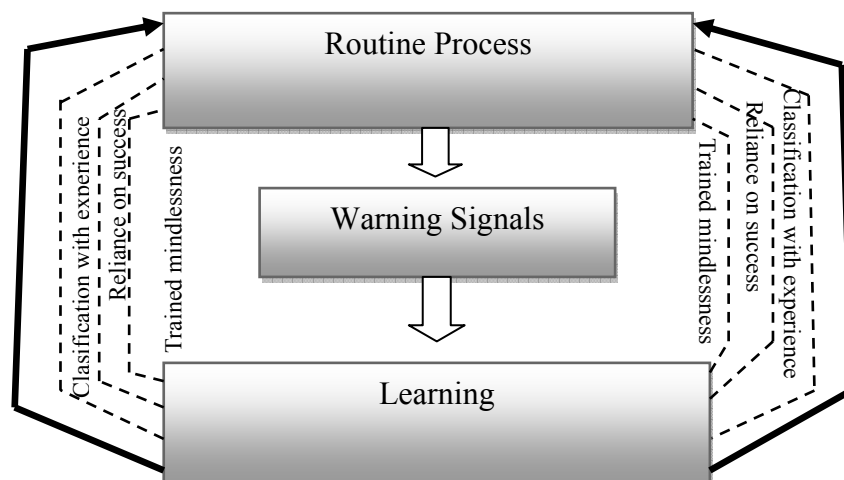 Routine Process
Clasification with experience
Reliance on success
Trained mindlessness
Warning Signals
Trained mindlessness
Reliance on success
Classification with experience
Learning